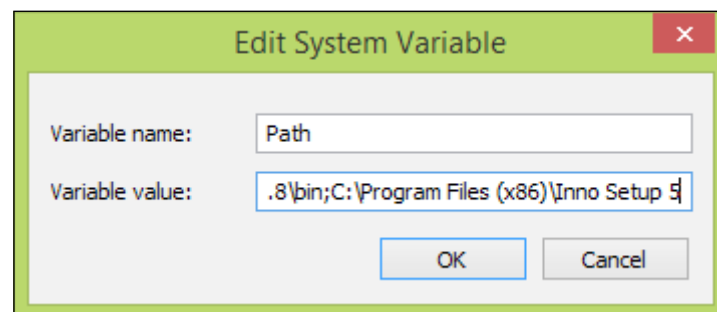 Edit System Variable
Variable name: Path
Variable value: .8\bin;C:\Program Files (x86)\Inno Setup 5
OK Cancel